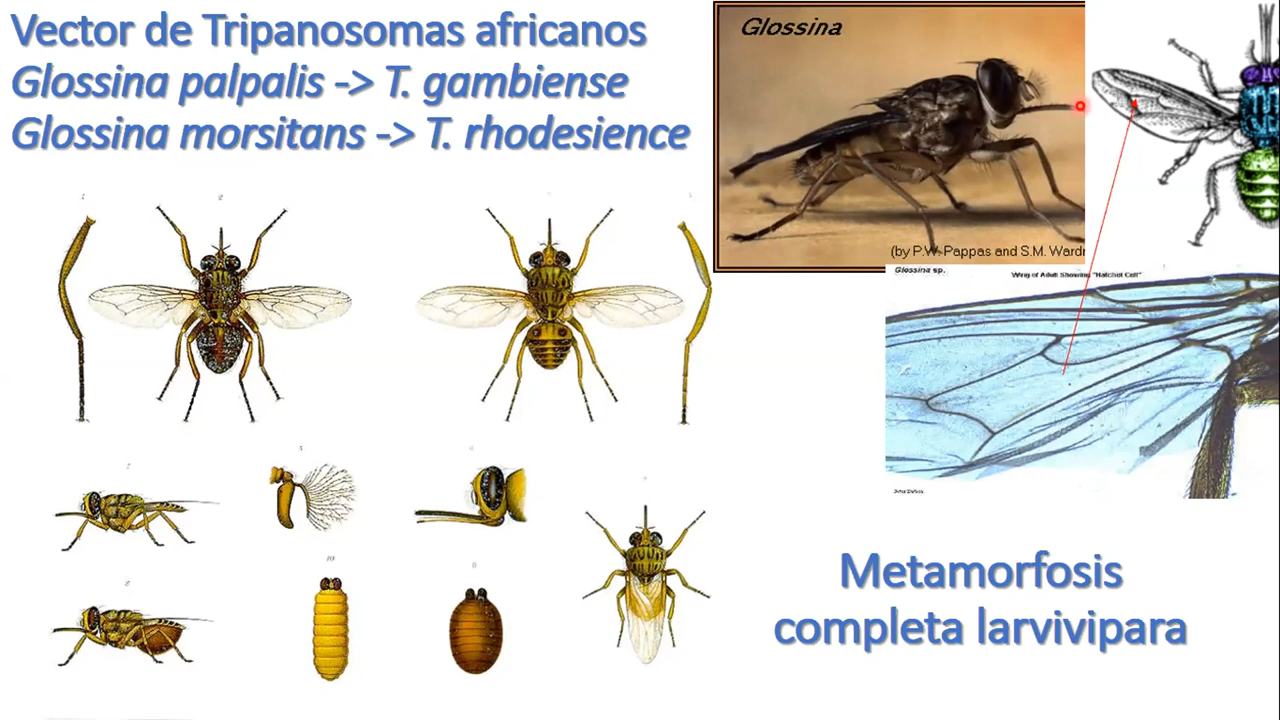 Vector de Tripanosomas africanos
Glossina palpalis -> T. gambiense
Glossina morsitans -> T. rhodesience
Glossina
(by P.W. Pappas and S.M. Wardr
Glossina sp.
Wing of Adult Showing "Hatchet Cell"
Metamorfosis
completa larvivipara